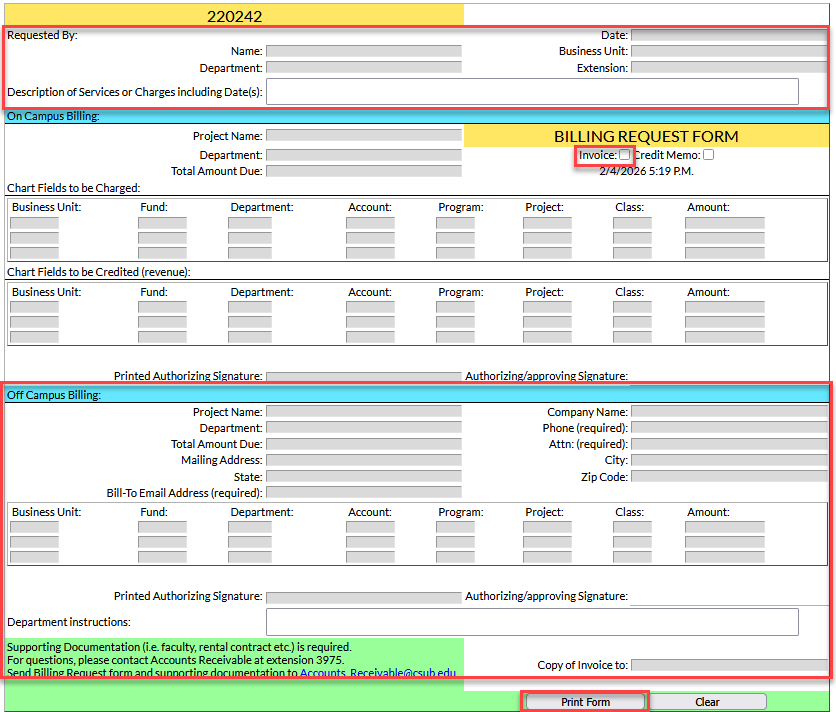 220242
Requested By: Date:
Name: Business Unit:
Department: Extension:
Description of Services or Charges including Date(s):
On Campus Billing:
Project Name: BILLING REQUEST FORM
Department: Invoice: Credit Memo:
Total Amount Due: 2/4/2026 5:19 P.M.
Chart Fields to be Charged:
Business Unit: Fund: Department: Account: Program: Project: Class: Amount:
Chart Fields to be Credited (revenue):
Business Unit: Fund: Department: Account: Program: Project: Class: Amount:
Printed Authorizing Signature: Authorizing/approving Signature:
Off Campus Billing:
Project Name: Company Name:
Department: Phone (required):
Total Amount Due: Attn: (required):
Mailing Address: City:
State: Zip Code:
Bill-To Email Address (required):
Business Unit: Fund: Department: Account: Program: Project: Class: Amount:
Printed Authorizing Signature: Authorizing/approving Signature:
Department instructions:
Supporting Documentation (i.e. faculty, rental contract etc.) is required.
For questions, please contact Accounts Receivable at extension 3975.
Copy of Invoice to:
Send Billing Request form and supporting documentation to Accounts_Receivable@csub.edu
Print Form Clear